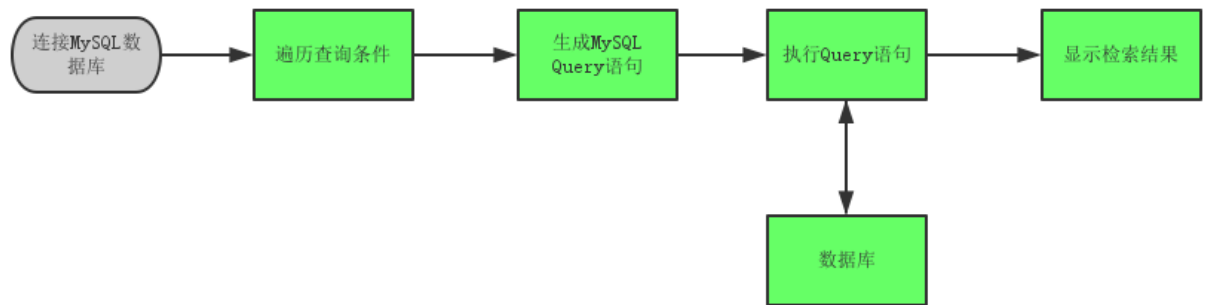 连接MySQL数
据库
遍历查询条件
生成MySQL
Query语句
执行Query语句
显示检索结果
数据库